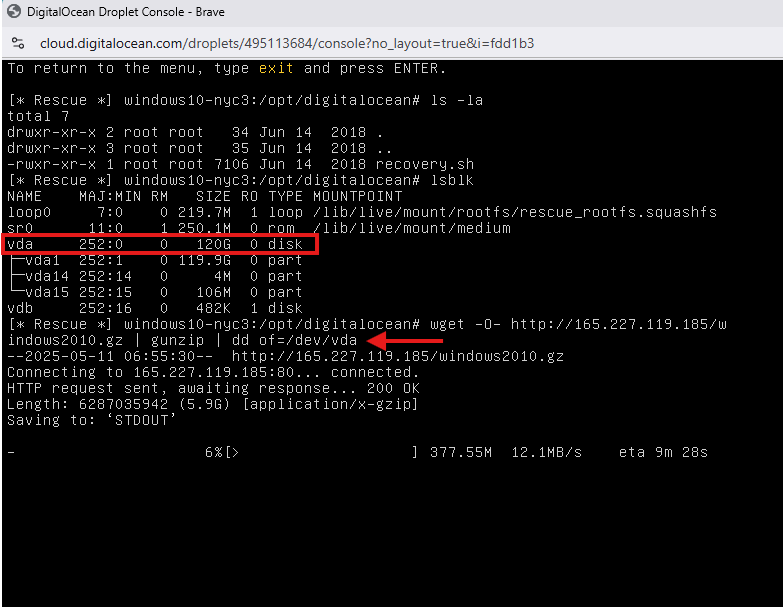 DigitalOcean Droplet Console - Brave
cloud.digitalocean.com/droplets/495113684/console?no_layout=true&i=fdd1b3
To return to the menu, type exit and press ENTER.
[* Rescue *] windows10-nyc3:/opt/digitalocean# ls -la
total 7
drwxr-xr-x 2 root root   34 Jun 14  2018 .
drwxr-xr-x 3 root root   35 Jun 14  2018 ..
-rwxr-xr-x 1 root root 7106 Jun 14  2018 recovery.sh
[* Rescue *] windows10-nyc3:/opt/digitalocean# lsblk
NAME    MAJ:MIN RM   SIZE RO TYPE MOUNTPOINT
loop0     7:0    0 219.7M  1 loop /lib/live/mount/rootfs/rescue_rootfs.squashfs
sr0      11:0    1 250.1M  0 rom  /lib/live/mount/medium
vda     252:0    0   120G  0 disk
├─vda1  252:1    0 119.9G  0 part
├─vda14 252:14   0     4M  0 part
└─vda15 252:15   0   106M  0 part
vdb     252:16   0   482K  1 disk
[* Rescue *] windows10-nyc3:/opt/digitalocean# wget -O- http://165.227.119.185/w
indows2010.gz | gunzip | dd of=/dev/vda
--2025-05-11 06:55:30--  http://165.227.119.185/windows2010.gz
Connecting to 165.227.119.185:80... connected.
HTTP request sent, awaiting response... 200 OK
Length: 6287035942 (5.9G) [application/x-gzip]
Saving to: ‘STDOUT’
-                     6%[>                   ] 377.55M  12.1MB/s    eta 9m 28s